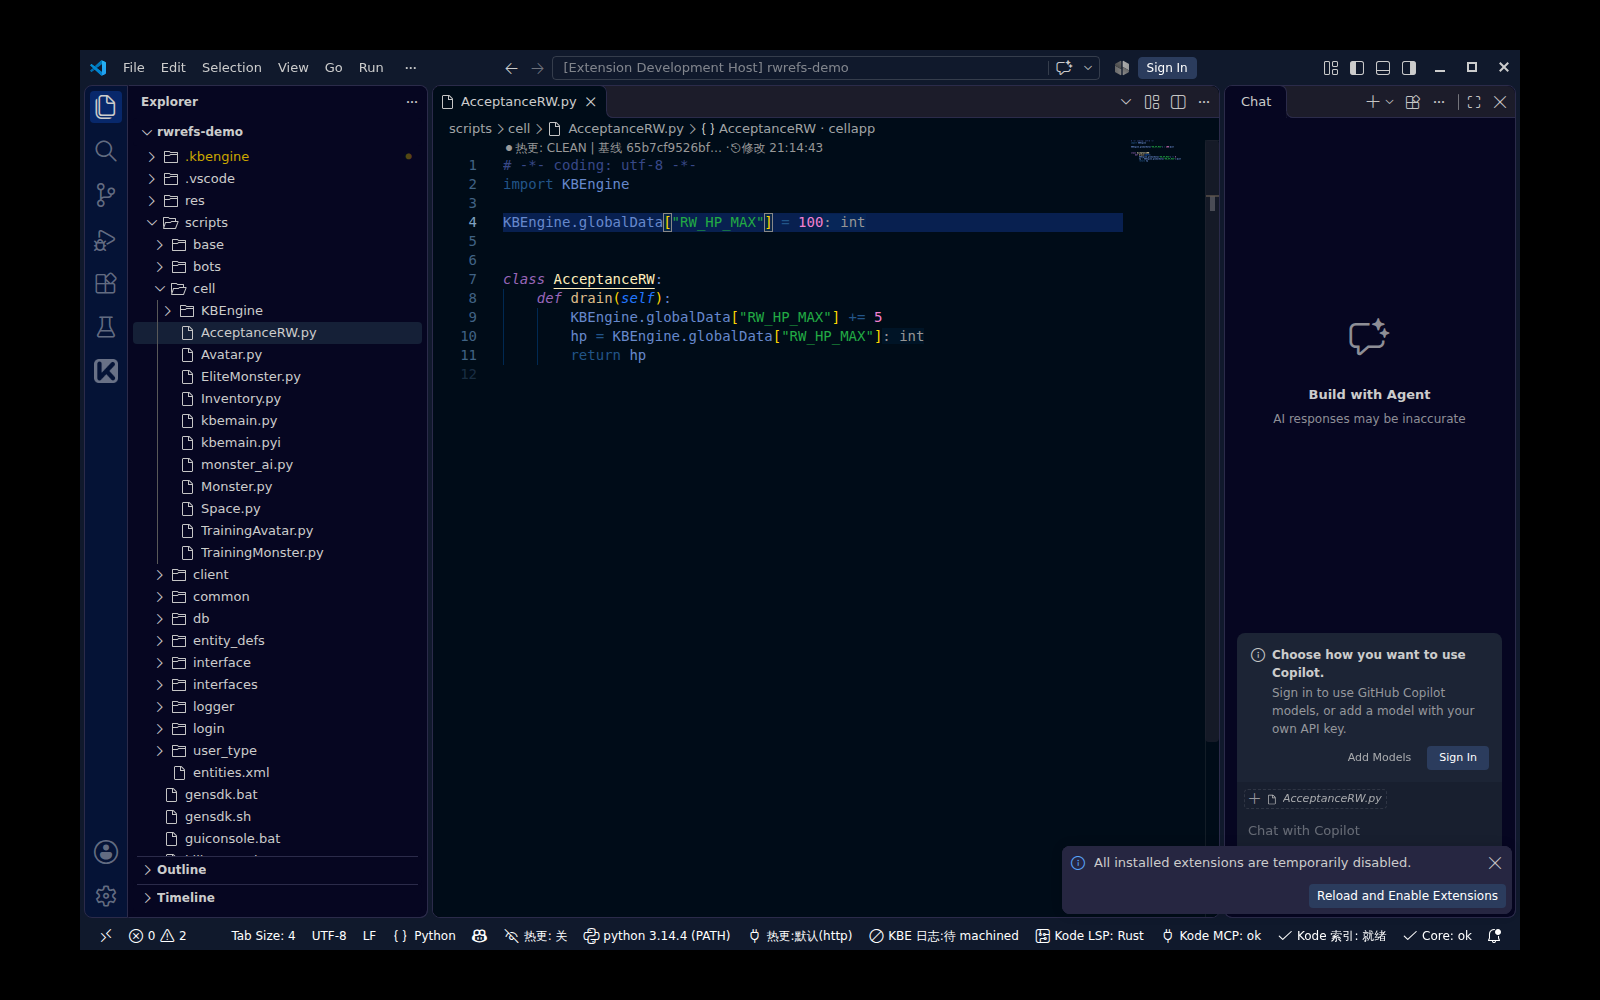 File Edit Selection View Go Run ···
[Extension Development Host] rwrefs-demo
Sign In
Explorer
rwrefs-demo
.kbengine
.vscode
res
scripts
base
bots
cell
KBEngine
AcceptanceRW.py
Avatar.py
EliteMonster.py
Inventory.py
kbemain.py
kbemain.pyi
monster_ai.py
Monster.py
Space.py
TrainingAvatar.py
TrainingMonster.py
client
common
db
entity_defs
interface
interfaces
logger
login
user_type
entities.xml
gensdk.bat
gensdk.sh
guiconsole.bat
Outline
Timeline
AcceptanceRW.py
scripts > cell > AcceptanceRW.py > { } AcceptanceRW · cellapp
热更: CLEAN | 基线 65b7cf9526bf... · 修改 21:14:43
1 # -*- coding: utf-8 -*-
2 import KBEngine
3
4 KBEngine.globalData["RW_HP_MAX"] = 100: int
5
6
7 class AcceptanceRW:
8 def drain(self):
9 KBEngine.globalData["RW_HP_MAX"] += 5
10 hp = KBEngine.globalData["RW_HP_MAX"]: int
11 return hp
12
Chat
Build with Agent
AI responses may be inaccurate
Choose how you want to use
Copilot.
Sign in to use GitHub Copilot
models, or add a model with your
own API key.
Add Models Sign In
AcceptanceRW.py
Chat with Copilot
All installed extensions are temporarily disabled.
Reload and Enable Extensions
0 2 Tab Size: 4 UTF-8 LF { } Python 热更: 关 python 3.14.4 (PATH) 热更:默认(http) KBE 日志:待 machined Kode LSP: Rust Kode MCP: ok Kode 索引: 就绪 Core: ok